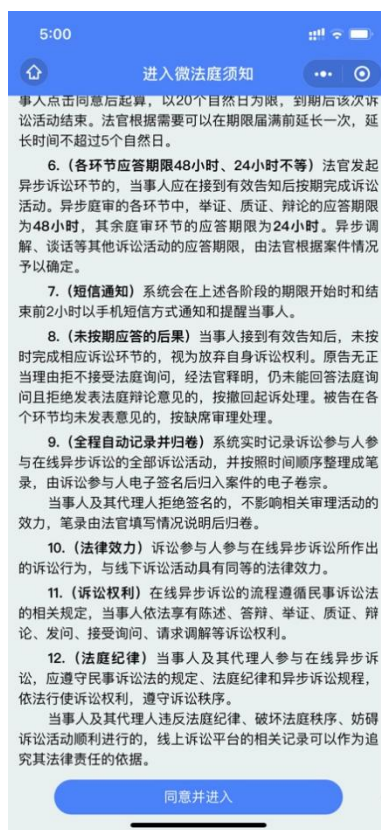 5:00
进入微法庭须知
事人点击同意后起算，以20个自然日为限，到期后该次诉
讼活动结束。法官根据需要可以在期限届满前延长一次，延
长时间不超过5个自然日。
6.（各环节应答期限48小时、24小时不等）法官发起
异步诉讼环节的，当事人应在接到有效告知后按期完成诉讼
活动。异步庭审的各环节中，举证、质证、辩论的应答期限
为48小时，其余庭审环节的应答期限为24小时。异步调
解、谈话等其他诉讼活动的应答期限，由法官根据案件情况
予以确定。
7.（短信通知）系统会在上述各阶段的期限开始时和结
束前2小时以手机短信方式通知和提醒当事人。
8.（未按期应答的后果）当事人接到有效告知后，未按
时完成相应诉讼环节的，视为放弃自身诉讼权利。原告无正
当理由拒不接受法庭询问，经法官释明，仍未能回答法庭询
问且拒绝发表法庭辩论意见的，按撤回起诉处理。被告在各
个环节均未发表意见的，按缺席审理处理。
9.（全程自动记录并归卷）系统实时记录诉讼参与人参
与在线异步诉讼的全部诉讼活动，并按照时间顺序整理成笔
录，由诉讼参与人电子签名后归入案件的电子卷宗。
当事人及其代理人拒绝签名的，不影响相关审理活动的
效力，笔录由法官填写情况说明后归卷。
10.（法律效力）诉讼参与人参与在线异步诉讼所作出
的诉讼行为，与线下诉讼活动具有同等的法律效力。
11.（诉讼权利）在线异步诉讼的流程遵循民事诉讼法
的相关规定，当事人依法享有陈述、答辩、举证、质证、辩
论、发问、接受询问、请求调解等诉讼权利。
12.（法庭纪律）当事人及其代理人参与在线异步诉
讼，应遵守民事诉讼法的规定、法庭纪律和异步诉讼规程，
依法行使诉讼权利，遵守诉讼秩序。
当事人及其代理人违反法庭纪律、破坏法庭秩序、妨碍
诉讼活动顺利进行的，线上诉讼平台的相关记录可以作为追
究其法律责任的依据。
同意并进入